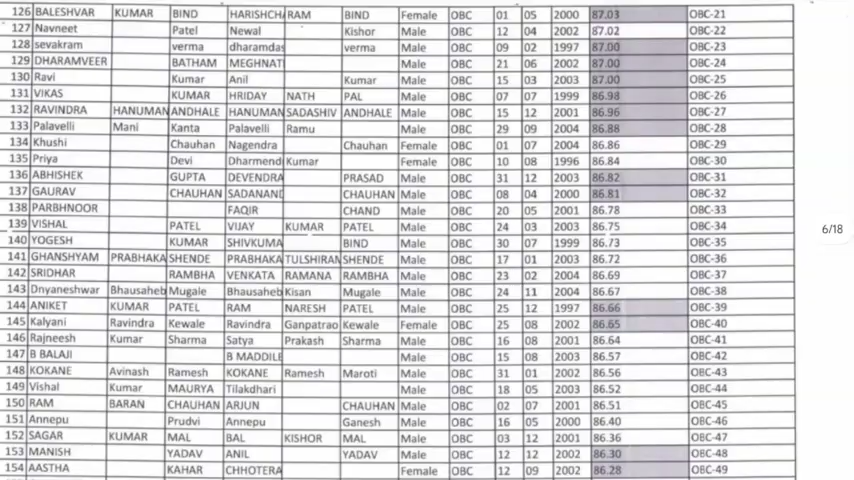 126 BALESHVAR KUMAR BIND HARISHCHA RAM BIND Female OBC 01 05 2000 87.03 OBC-21
127 Navneet Patel Newal Kishor Male OBC 12 04 2002 87.02 OBC-22
128 sevakram verma dharamdas verma Male OBC 09 02 1997 87.00 OBC-23
129 DHARAMVEER BATHAM MEGHNAT Male OBC 21 06 2002 87.00 OBC-24
130 Ravi Kumar Anil Kumar Male OBC 15 03 2003 87.00 OBC-25
131 VIKAS KUMAR HRIDAY NATH PAL Male OBC 07 07 1999 86.98 OBC-26
132 RAVINDRA HANUMAN ANDHALE HANUMAN SADASHIV ANDHALE Male OBC 15 12 2001 86.96 OBC-27
133 Palavelli Mani Kanta Palavelli Ramu Male OBC 29 09 2004 86.88 OBC-28
134 Khushi Chauhan Nagendra Chauhan Female OBC 01 07 2004 86.86 OBC-29
135 Priya Devi Dharmend Kumar Female OBC 10 08 1996 86.84 OBC-30
136 ABHISHEK GUPTA DEVENDRA PRASAD Male OBC 31 12 2003 86.82 OBC-31
137 GAURAV CHAUHAN SADANAND CHAUHAN Male OBC 08 04 2000 86.81 OBC-32
138 PARBHNOOR FAQIR CHAND Male OBC 20 05 2001 86.78 OBC-33
139 VISHAL PATEL VIJAY KUMAR PATEL Male OBC 24 03 2003 86.75 OBC-34
140 YOGESH KUMAR SHIVKUMA BIND Male OBC 30 07 1999 86.73 OBC-35
141 GHANSHYAM PRABHAKA SHENDE PRABHAKA TULSHIRAN SHENDE Male OBC 17 01 2003 86.72 OBC-36
142 SRIDHAR RAMBHA VENKATA RAMANA RAMBHA Male OBC 23 02 2004 86.69 OBC-37
143 Dnyaneshwar Bhausaheb Mugale Bhausaheb Kisan Mugale Male OBC 24 11 2004 86.67 OBC-38
144 ANIKET KUMAR PATEL RAM NARESH PATEL Male OBC 25 12 1997 86.66 OBC-39
145 Kalyani Ravindra Kewale Ravindra Ganpatrao Kewale Female OBC 25 08 2002 86.65 OBC-40
146 Rajneesh Kumar Sharma Satya Prakash Sharma Male OBC 16 08 2001 86.64 OBC-41
147 B BALAJI B MADDILE Male OBC 15 08 2003 86.57 OBC-42
148 KOKANE Avinash Ramesh KOKANE Ramesh Maroti Male OBC 31 01 2002 86.56 OBC-43
149 Vishal Kumar MAURYA Tilakdhari Male OBC 18 05 2003 86.52 OBC-44
150 RAM BARAN CHAUHAN ARJUN CHAUHAN Male OBC 02 07 2001 86.51 OBC-45
151 Annepu Prudvi Annepu Ganesh Male OBC 16 05 2000 86.40 OBC-46
152 SAGAR KUMAR MAL BAL KISHOR MAL Male OBC 03 12 2001 86.36 OBC-47
153 MANISH YADAV ANIL YADAV Male OBC 12 12 2002 86.30 OBC-48
154 AASTHA KAHAR CHHOTERA Female OBC 12 09 2002 86.28 OBC-49
6/18